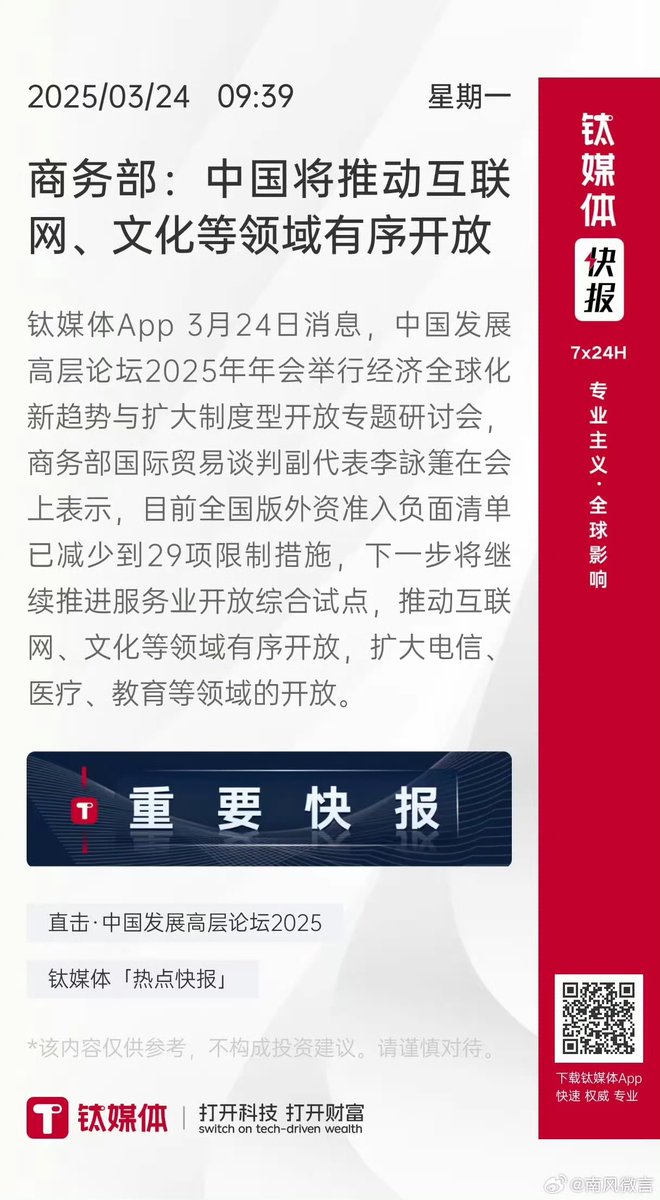 2025/03/24 09:39 星期一
商务部：中国将推动互联
网、文化等领域有序开放
钛媒体App 3月24日消息，中国发展
高层论坛2025年年会举行经济全球化
新趋势与扩大制度型开放专题研讨会，
商务部国际贸易谈判副代表李詠箑在会
上表示，目前全国版外资准入负面清单
已减少到29项限制措施，下一步将继
续推进服务业开放综合试点，推动互联
网、文化等领域有序开放，扩大电信、
医疗、教育等领域的开放。
重要快报
直击·中国发展高层论坛2025
钛媒体「热点快报」
*该内容仅供参考，不构成投资建议。请谨慎对待。
钛媒体
打开科技 打开财富
switch on tech-driven wealth
钛媒体
快报
7x24H
专业主义·全球影响
下载钛媒体App
快速 权威 专业
@南风微言